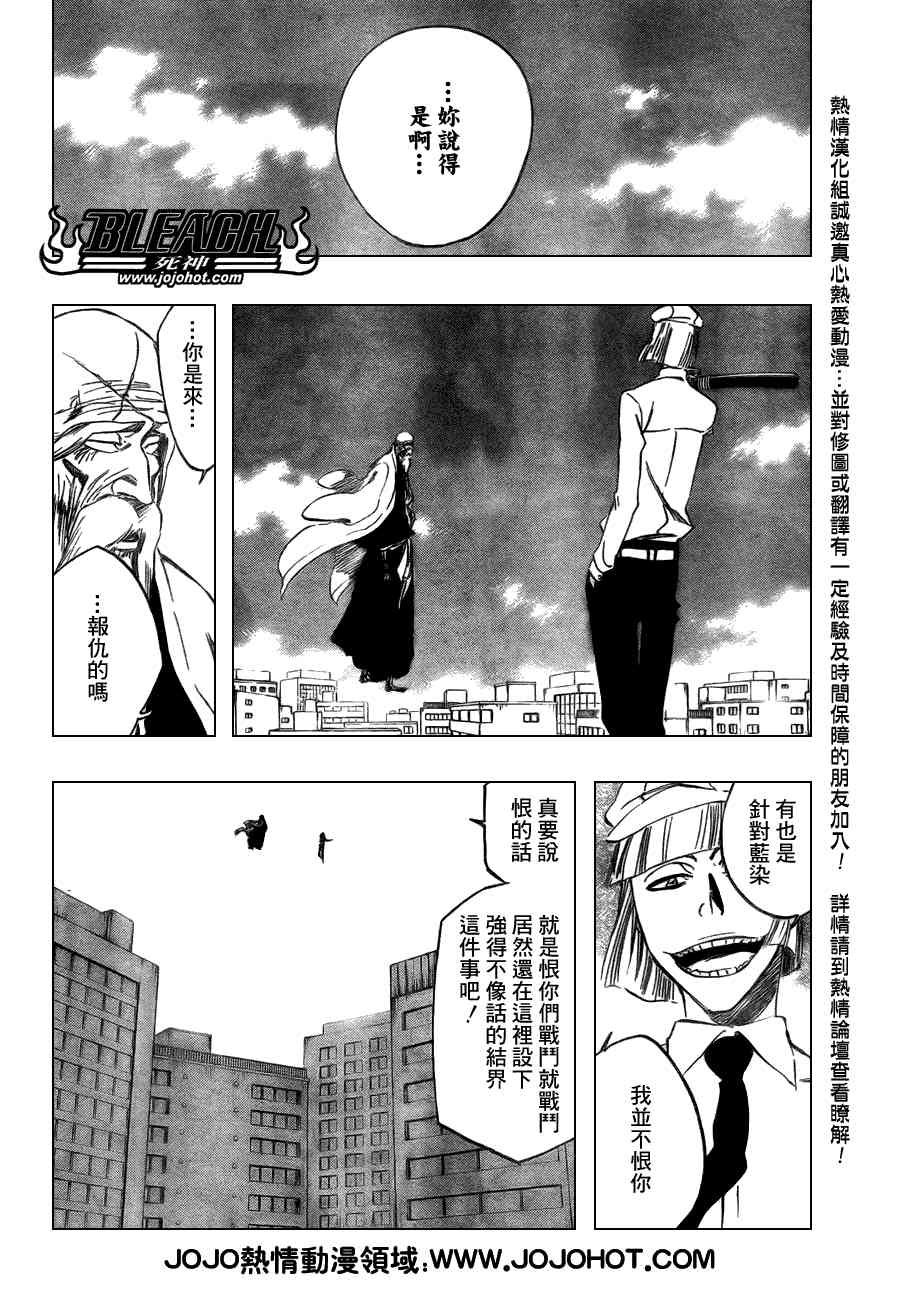 …妳說得
是啊…
BLEACH
死神
www.jojohot.com
…你是來…
…報仇的嗎
有也是
針對藍染
我並不恨你
真要說
恨的話
就是恨你們戰鬥就戰鬥
居然還在這裡設下
強得不像話的結界
這件事吧！
熱情漢化組誠邀真心熱愛動漫…並對修圖或翻譯有一定經驗及時間保障的朋友加入！ 詳情請到熱情論壇查看瞭解！
JOJO熱情動漫領域:WWW.JOJOHOT.COM